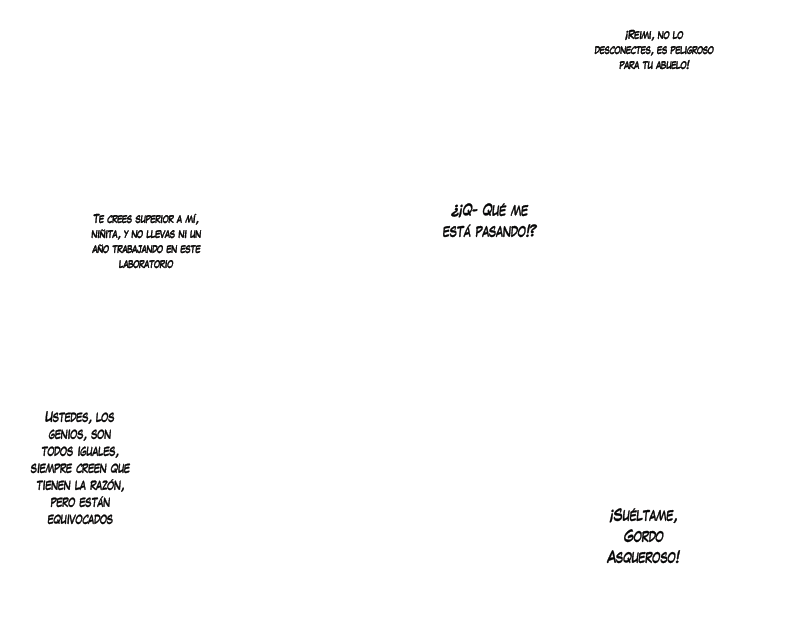 ¡Reimi, no lo
desconectes, es peligroso
para tu abuelo!
Te crees superior a mí,
niñita, y no llevas ni un
año trabajando en este
laboratorio
¿¡Q- Qué me
está pasando!?
Ustedes, los
genios, son
todos iguales,
siempre creen que
tienen la razón,
pero están
equivocados
¡Suéltame,
Gordo
Asqueroso!